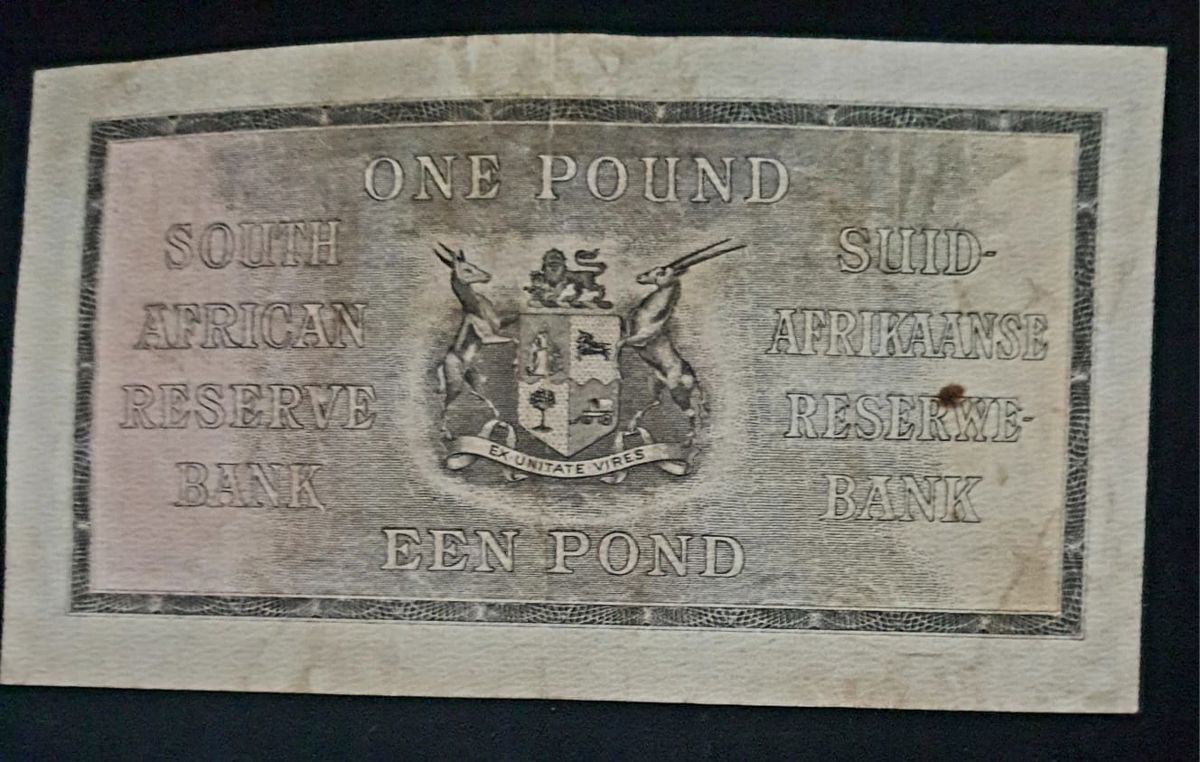 ONE POUND
SOUTH
AFRICAN
RESERVE
BANK
SUID-
AFRIKAANSE
RESERWE-
BANK
EX·UNITATE·VIRES
EEN POND